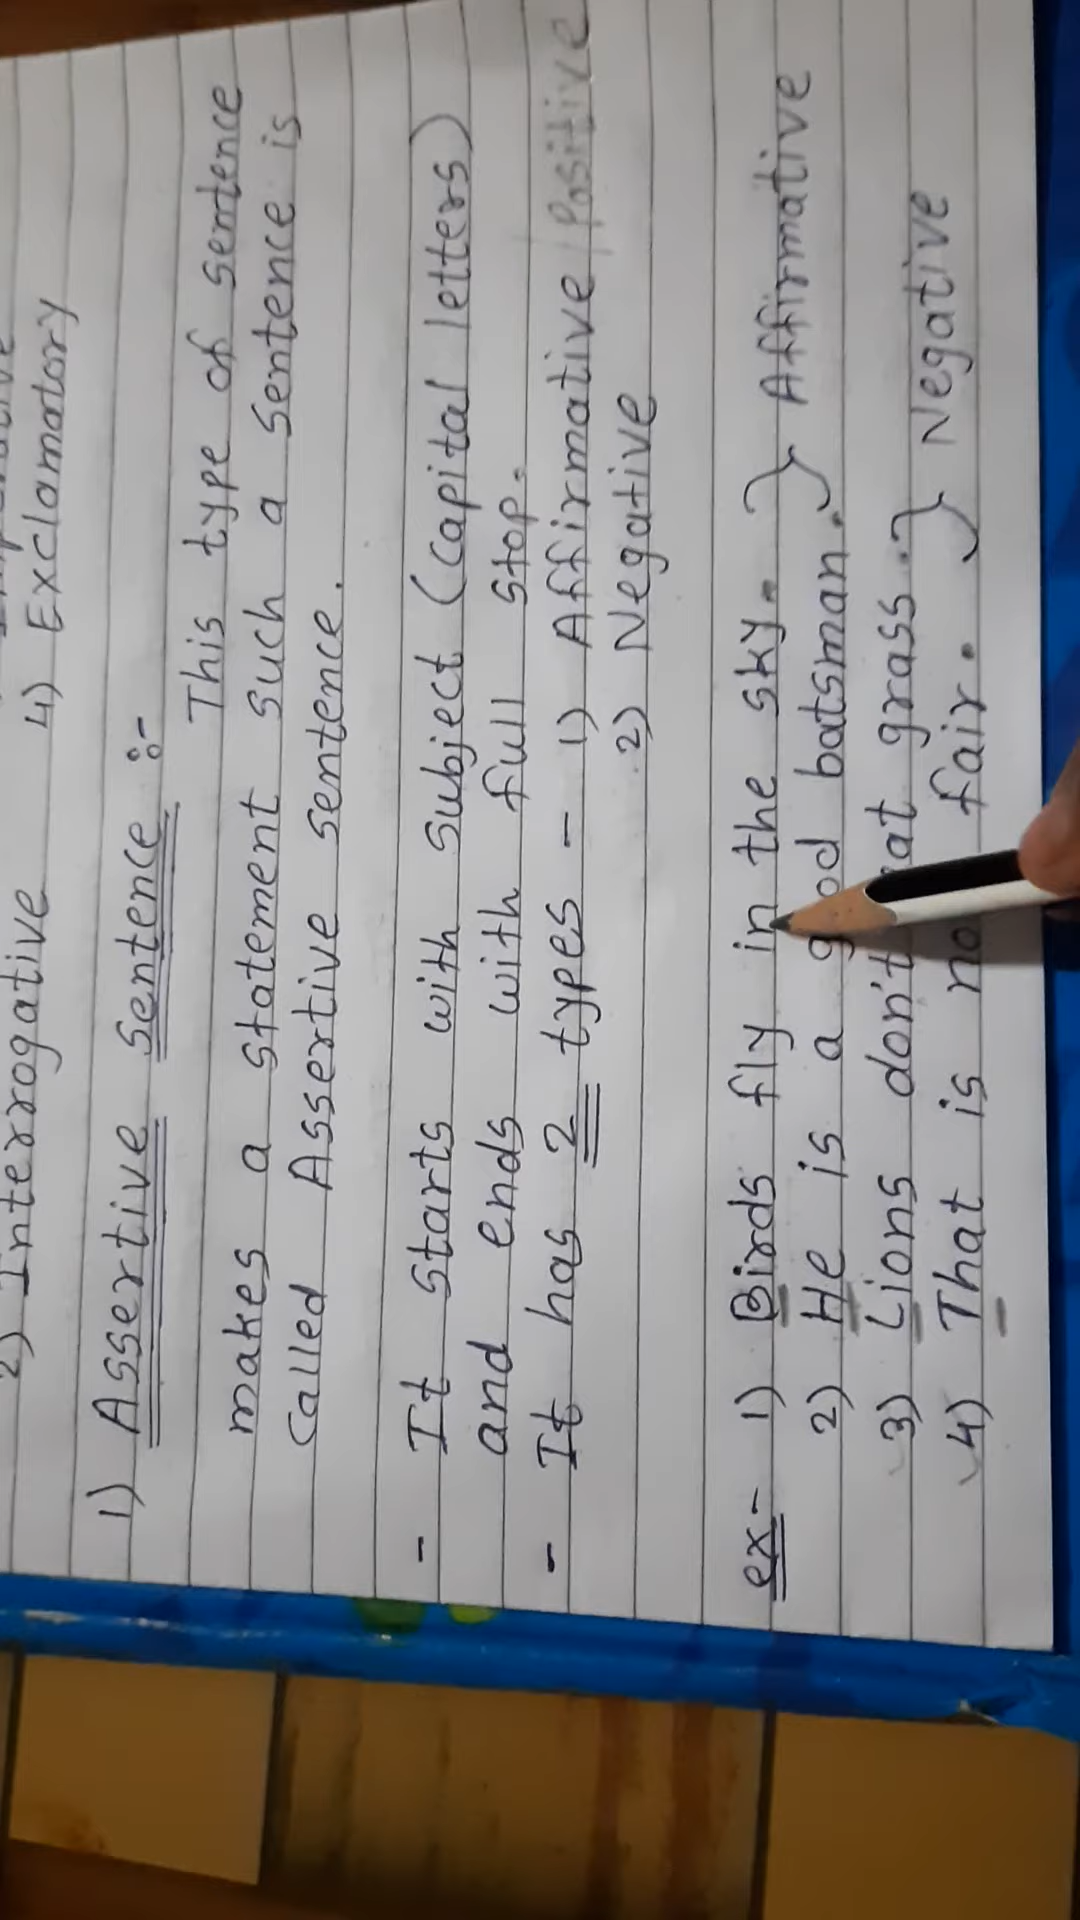 2) Interrogative 4) Exclamatory
1) Assertive sentence :-
This type of sentence
makes a statement such a sentence is
called Assertive sentence.
- It starts with subject (capital letters)
and ends with full stop.
- It has 2 types - 1) Affirmative/Positive
2) Negative
ex- 1) Birds fly in the sky. } Affirmative
2) He is a good batsman.
3) Lions don't eat grass. } Negative
4) That is fair.